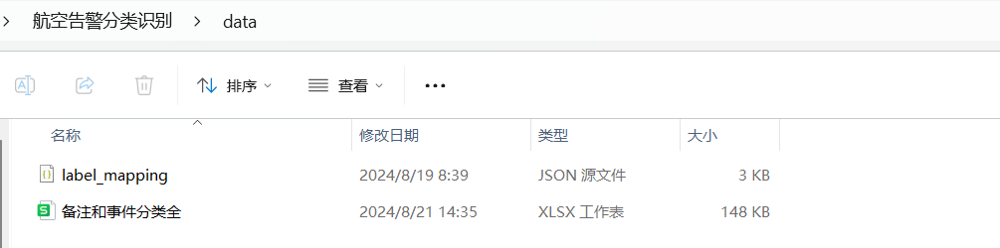 航空告警分类识别 data
排序 查看
名称 修改日期 类型 大小
label_mapping 2024/8/19 8:39 JSON 源文件 3 KB
备注和事件分类全 2024/8/21 14:35 XLSX 工作表 148 KB